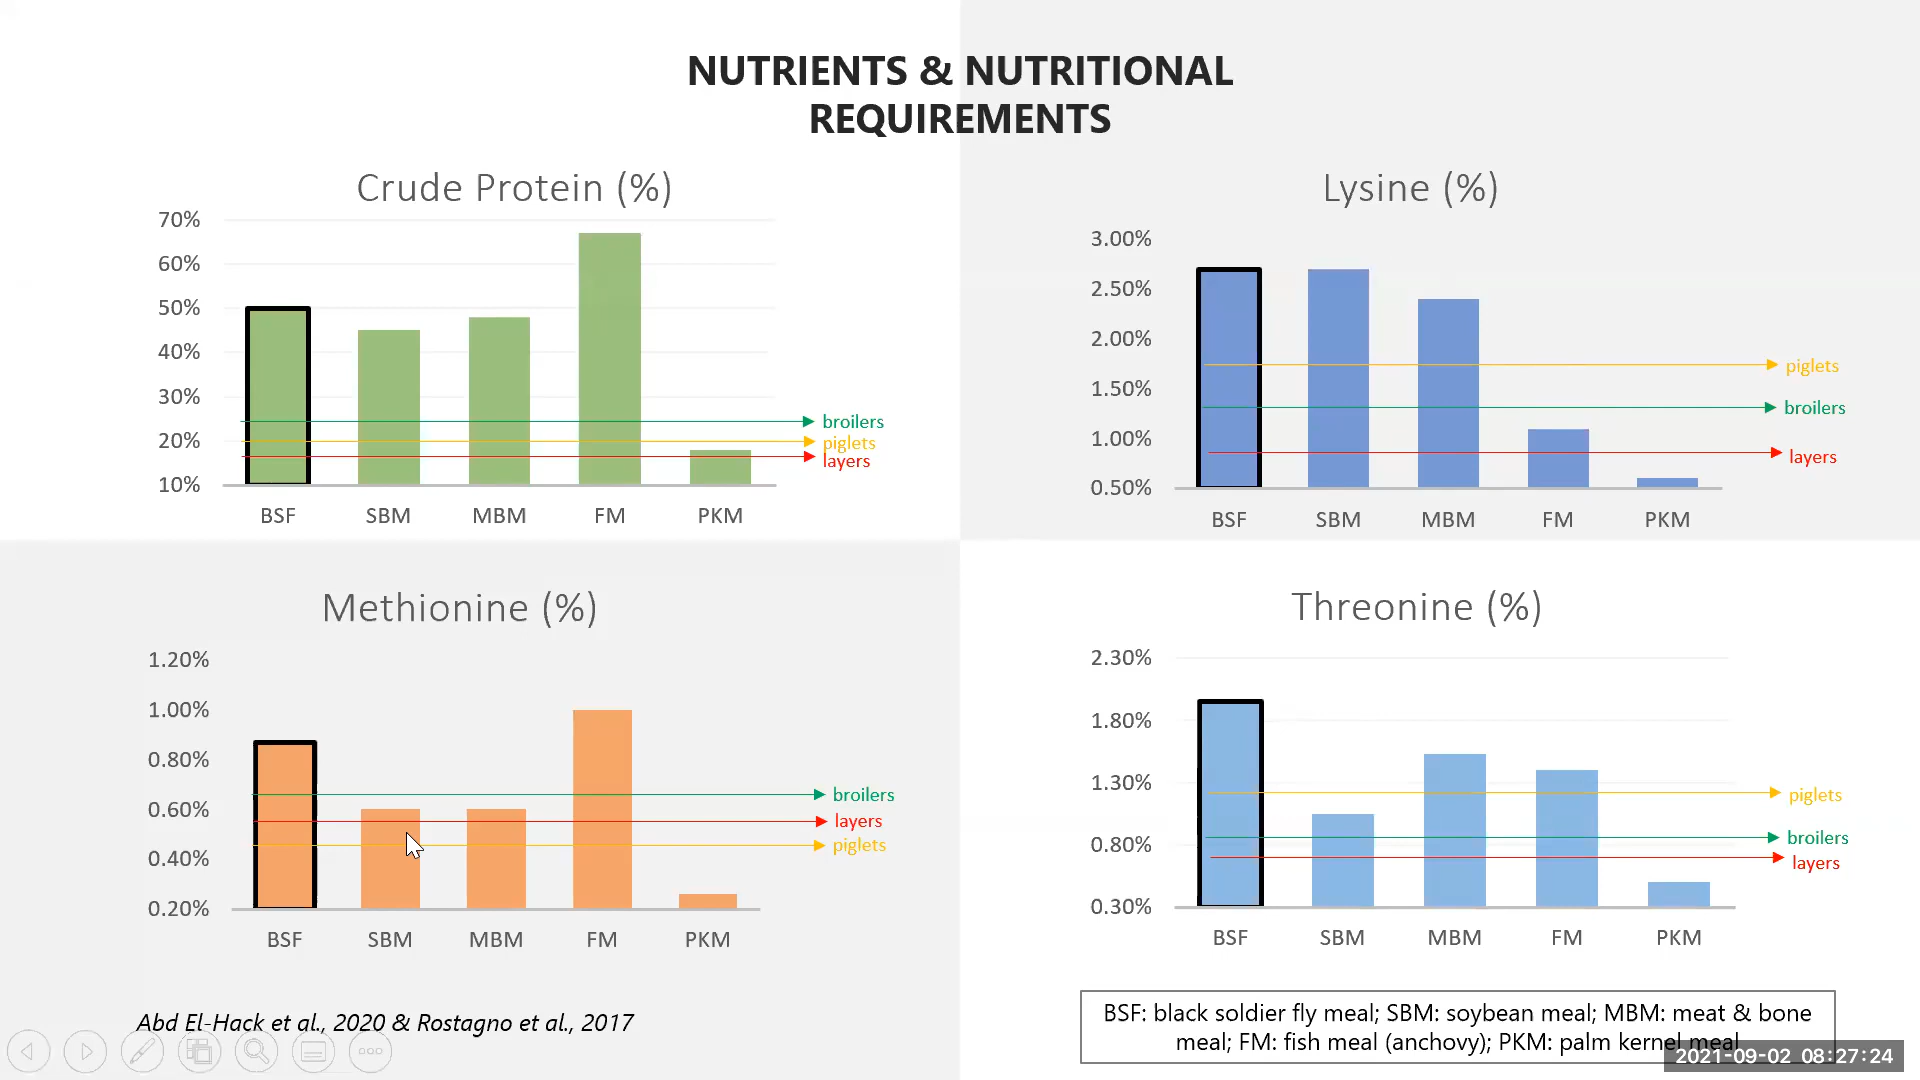 NUTRIENTS & NUTRITIONAL
REQUIREMENTS
Crude Protein (%)
70%
60%
50%
40%
30%
20%
10%
broilers
piglets
layers
BSF SBM MBM FM PKM
Lysine (%)
3.00%
2.50%
2.00%
1.50%
1.00%
0.50%
piglets
broilers
layers
BSF SBM MBM FM PKM
Methionine (%)
1.20%
1.00%
0.80%
0.60%
0.40%
0.20%
broilers
layers
piglets
BSF SBM MBM FM PKM
Threonine (%)
2.30%
1.80%
1.30%
0.80%
0.30%
piglets
broilers
layers
BSF SBM MBM FM PKM
Abd El-Hack et al., 2020 & Rostagno et al., 2017
BSF: black soldier fly meal; SBM: soybean meal; MBM: meat & bone
meal; FM: fish meal (anchovy); PKM: palm kernel meal
2021-09-02 08:27:24